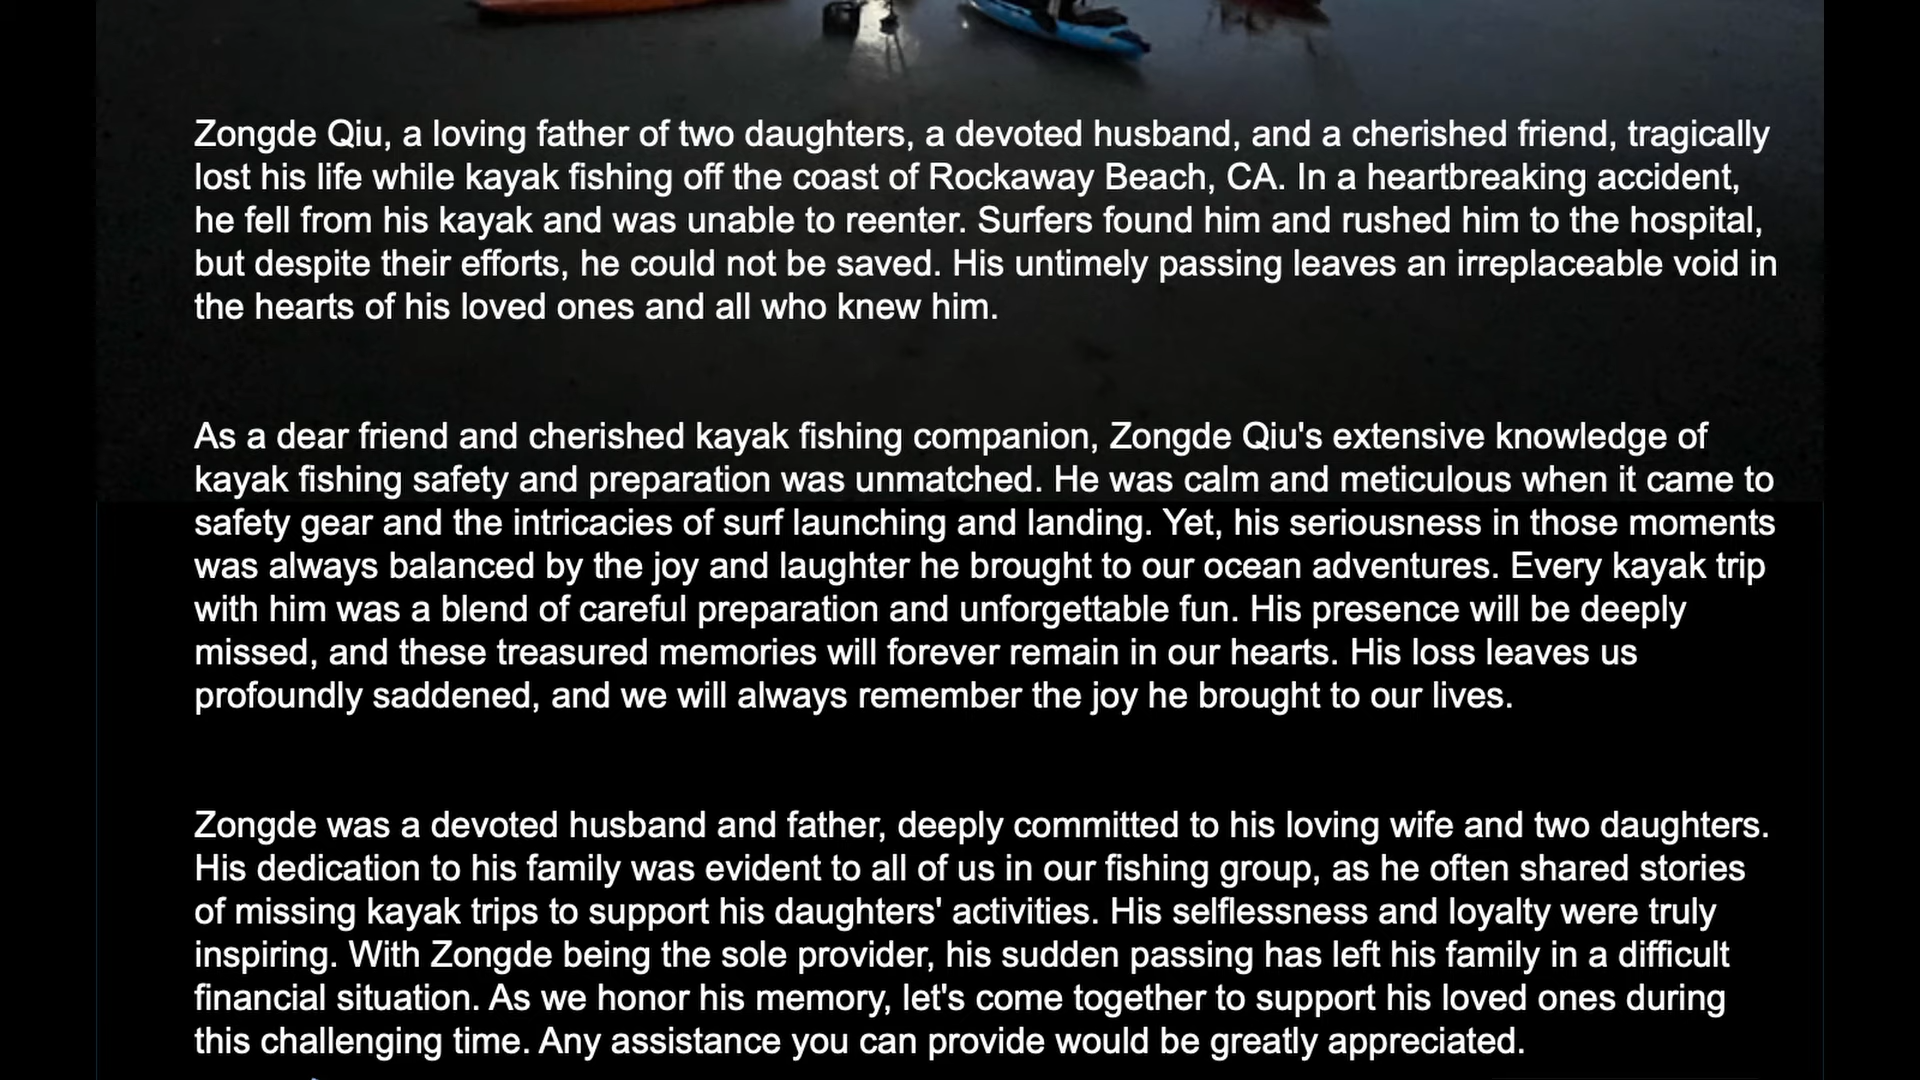 Zongde Qiu, a loving father of two daughters, a devoted husband, and a cherished friend, tragically
lost his life while kayak fishing off the coast of Rockaway Beach, CA. In a heartbreaking accident,
he fell from his kayak and was unable to reenter. Surfers found him and rushed him to the hospital,
but despite their efforts, he could not be saved. His untimely passing leaves an irreplaceable void in
the hearts of his loved ones and all who knew him.
As a dear friend and cherished kayak fishing companion, Zongde Qiu's extensive knowledge of
kayak fishing safety and preparation was unmatched. He was calm and meticulous when it came to
safety gear and the intricacies of surf launching and landing. Yet, his seriousness in those moments
was always balanced by the joy and laughter he brought to our ocean adventures. Every kayak trip
with him was a blend of careful preparation and unforgettable fun. His presence will be deeply
missed, and these treasured memories will forever remain in our hearts. His loss leaves us
profoundly saddened, and we will always remember the joy he brought to our lives.
Zongde was a devoted husband and father, deeply committed to his loving wife and two daughters.
His dedication to his family was evident to all of us in our fishing group, as he often shared stories
of missing kayak trips to support his daughters' activities. His selflessness and loyalty were truly
inspiring. With Zongde being the sole provider, his sudden passing has left his family in a difficult
financial situation. As we honor his memory, let's come together to support his loved ones during
this challenging time. Any assistance you can provide would be greatly appreciated.